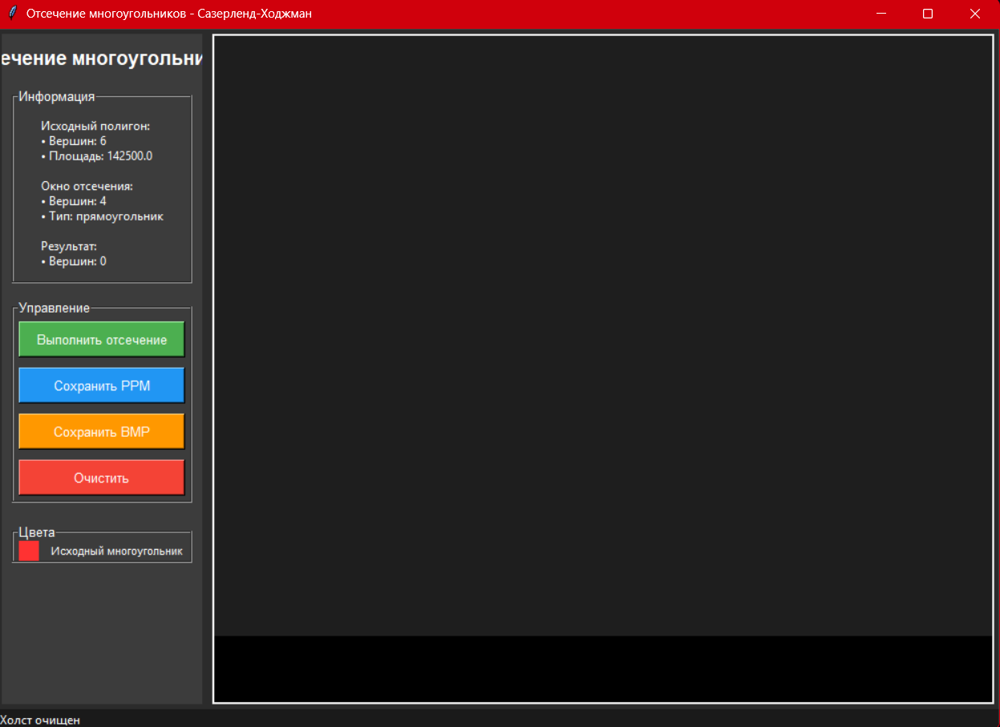 Отсечение многоугольников - Сазерленд-Ходжман
ечение многоугольни
Информация
Исходный полигон:
• Вершин: 6
• Площадь: 142500.0
Окно отсечения:
• Вершин: 4
• Тип: прямоугольник
Результат:
• Вершин: 0
Управление
Выполнить отсечение
Сохранить PPM
Сохранить BMP
Очистить
Цвета
Исходный многоугольник
Холст очищен